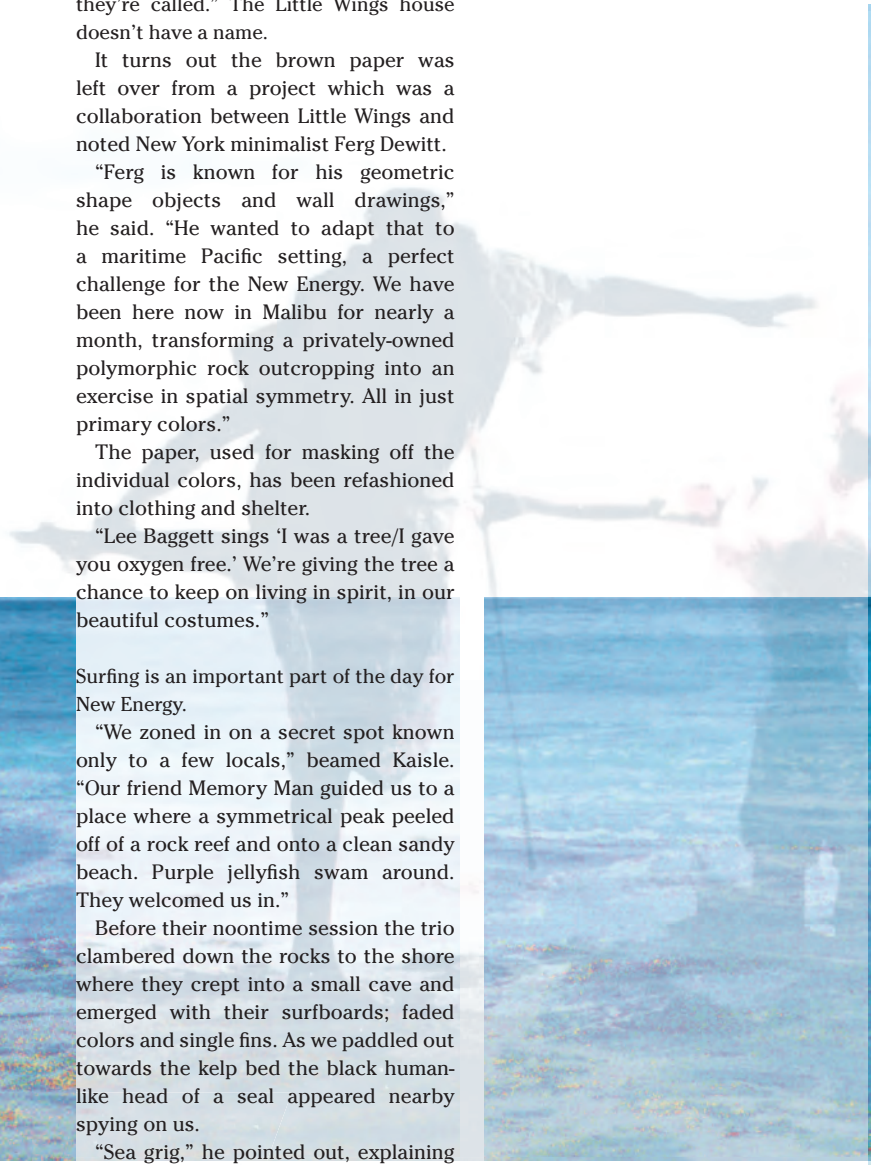 they're called.” The Little Wings house
doesn't have a name.
It turns out the brown paper was
left over from a project which was a
collaboration between Little Wings and
noted New York minimalist Ferg Dewitt.
“Ferg is known for his geometric
shape objects and wall drawings,”
he said. “He wanted to adapt that to
a maritime Pacific setting, a perfect
challenge for the New Energy. We have
been here now in Malibu for nearly a
month, transforming a privately-owned
polymorphic rock outcropping into an
exercise in spatial symmetry. All in just
primary colors.”
The paper, used for masking off the
individual colors, has been refashioned
into clothing and shelter.
“Lee Baggett sings ‘I was a tree/I gave
you oxygen free.’ We're giving the tree a
chance to keep on living in spirit, in our
beautiful costumes.”
Surfing is an important part of the day for
New Energy.
“We zoned in on a secret spot known
only to a few locals,” beamed Kaisle.
“Our friend Memory Man guided us to a
place where a symmetrical peak peeled
off of a rock reef and onto a clean sandy
beach. Purple jellyfish swam around.
They welcomed us in.”
Before their noontime session the trio
clambered down the rocks to the shore
where they crept into a small cave and
emerged with their surfboards; faded
colors and single fins. As we paddled out
towards the kelp bed the black human-
like head of a seal appeared nearby
spying on us.
“Sea grig,” he pointed out, explaining